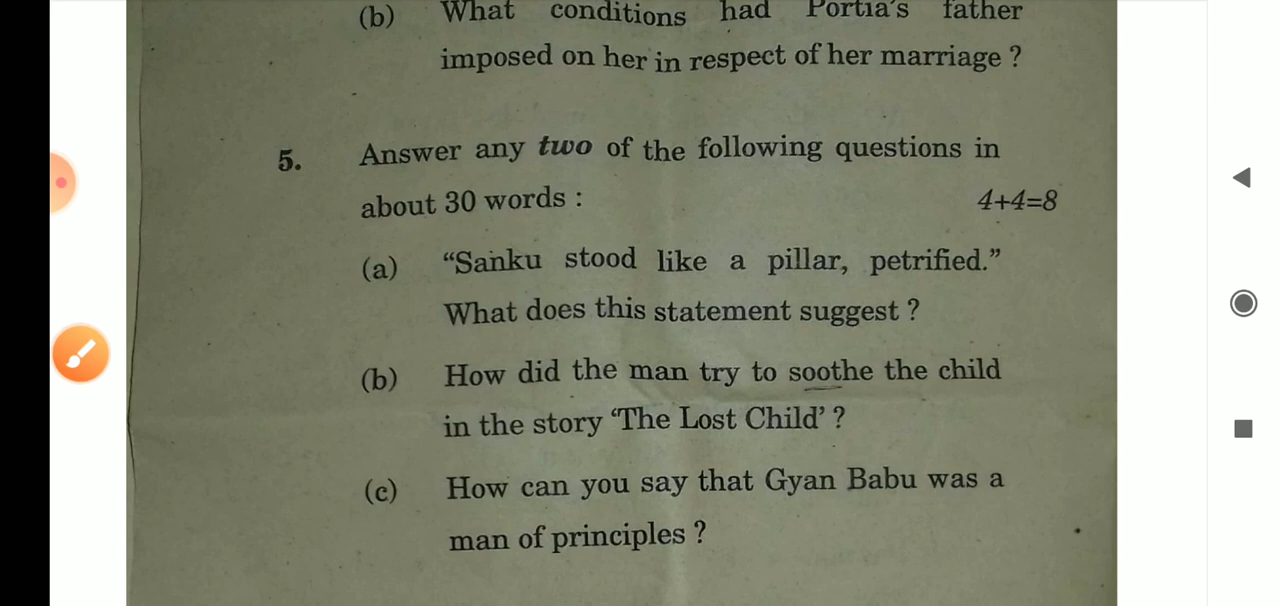 (b) What conditions had Portia's father
imposed on her in respect of her marriage ?
5. Answer any two of the following questions in
about 30 words : 4+4=8
(a) “Sanku stood like a pillar, petrified.”
What does this statement suggest ?
(b) How did the man try to soothe the child
in the story ‘The Lost Child’ ?
(c) How can you say that Gyan Babu was a
man of principles ?